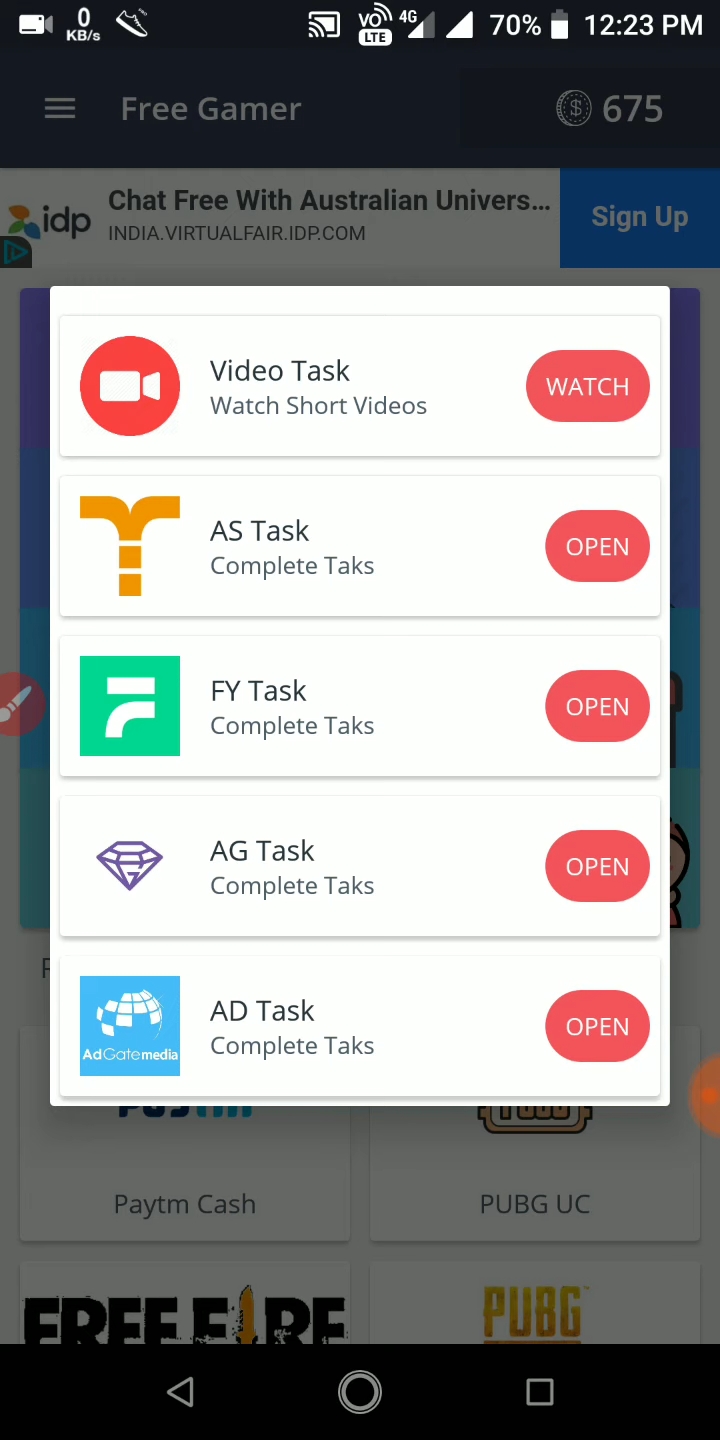 0
KB/s
VO
LTE
4G
70%
12:23 PM
Free Gamer
$ 675
idp
Chat Free With Australian Univers...
INDIA.VIRTUALFAIR.IDP.COM
Sign Up
Video Task
Watch Short Videos
WATCH
AS Task
Complete Taks
OPEN
FY Task
Complete Taks
OPEN
AG Task
Complete Taks
OPEN
AdGatemedia
AD Task
Complete Taks
OPEN
Paytm Cash
PUBG UC
FREE FIRE
PUBG